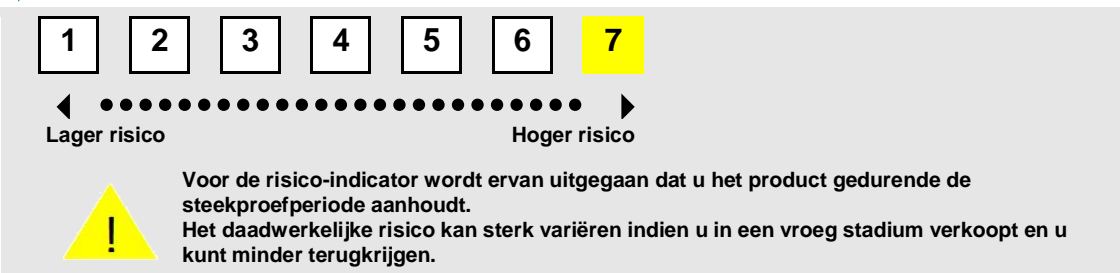 1 2 3 4 5 6 7
Lager risico Hoger risico
Voor de risico-indicator wordt ervan uitgegaan dat u het product gedurende de
steekproefperiode aanhoudt.
Het daadwerkelijke risico kan sterk variëren indien u in een vroeg stadium verkoopt en u
! kunt minder terugkrijgen.